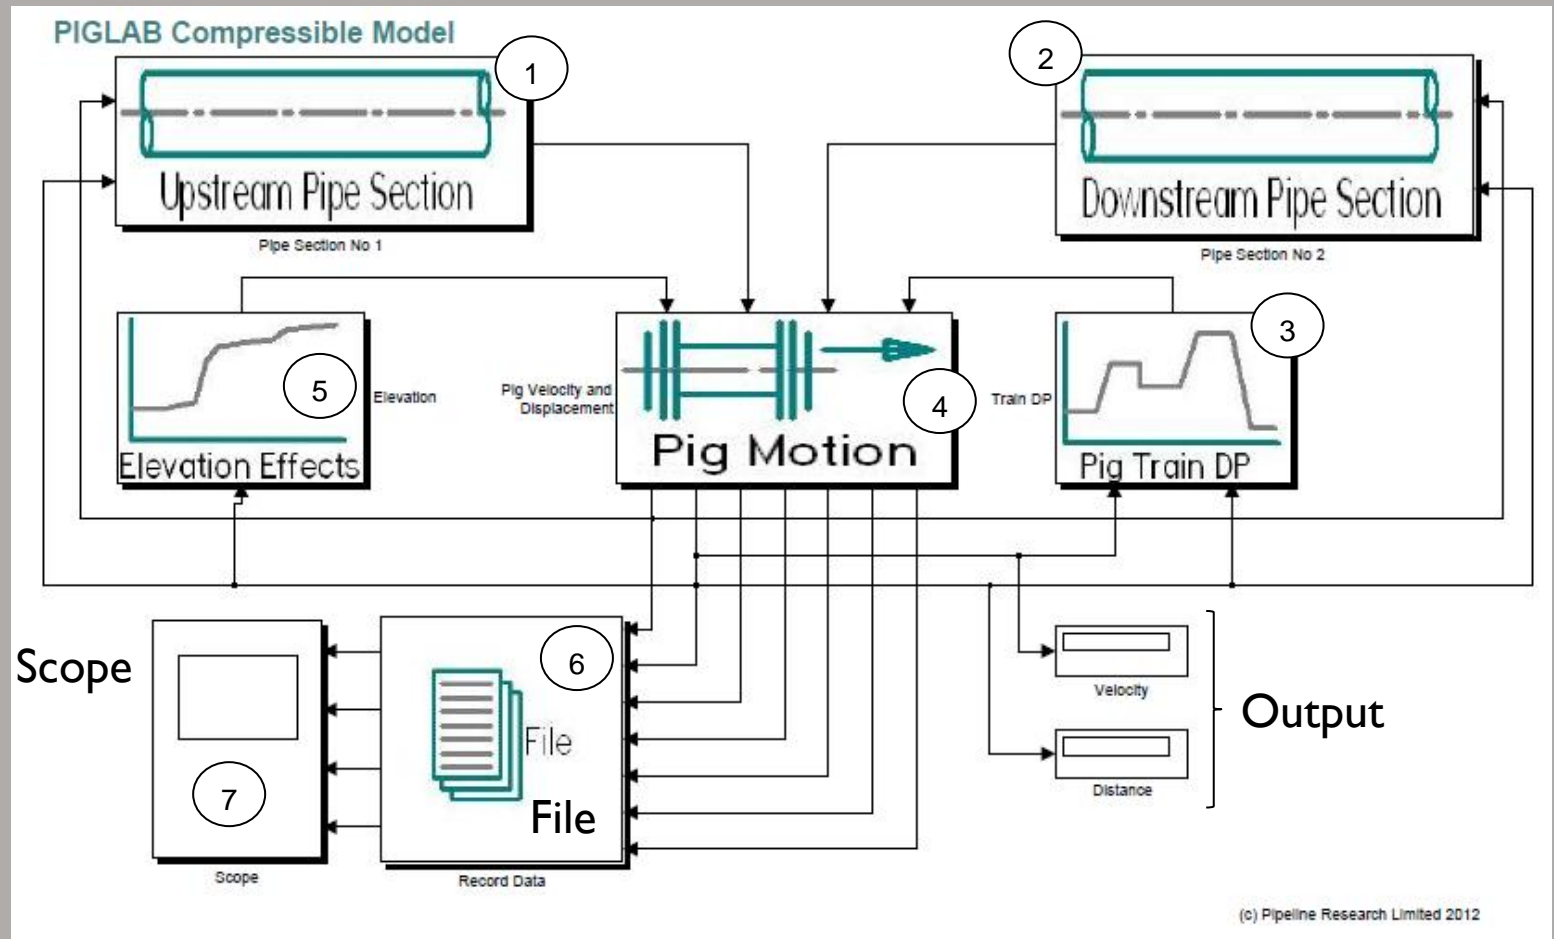 PIGLAB Compressible Model
1
Upstream Pipe Section
Pipe Section No 1
2
Downstream Pipe Section
Pipe Section No 2
5
Elevation Effects
Elevation
Pig Velocity and
Displacement
4
Pig Motion
Train DP
3
Pig Train DP
Scope
7
Scope
6
File
File
Record Data
Velocity
Distance
Output
(c) Pipeline Research Limited 2012